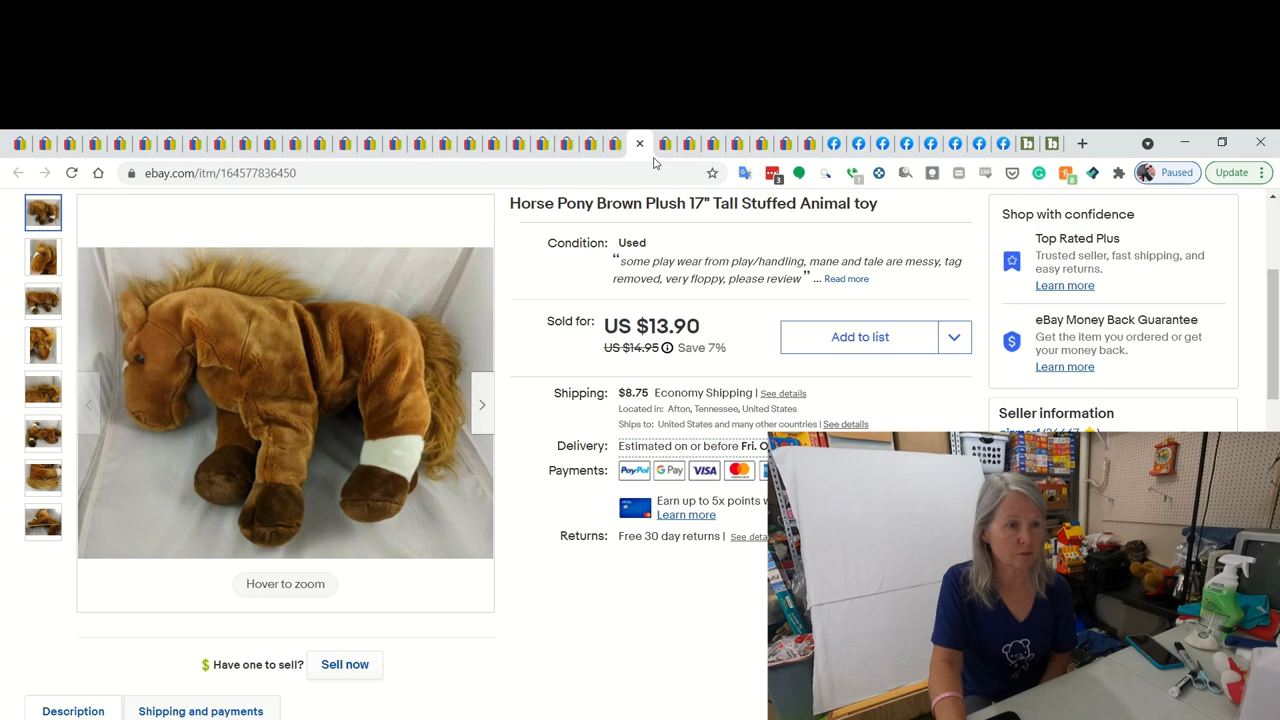 ebay.com/itm/164577836450
3
8
Paused
Update
Horse Pony Brown Plush 17" Tall Stuffed Animal toy
Condition: Used
“some play wear from play/handling, mane and tale are messy, tag
removed, very floppy, please review” ... Read more
Sold for: US $13.90
US $14.95 Save 7%
Add to list
Shipping: $8.75 Economy Shipping | See details
Located in: Afton, Tennessee, United States
Ships to: United States and many other countries | See details
Delivery: Estimated on or before Fri.
Payments: PayPal G Pay VISA
Earn up to 5x points
Learn more
Returns: Free 30 day returns |
Hover to zoom
$ Have one to sell? Sell now
Description
Shipping and payments
Shop with confidence
Top Rated Plus
Trusted seller, fast shipping, and
easy returns.
Learn more
eBay Money Back Guarantee
Get the item you ordered or get
your money back.
Learn more
Seller information